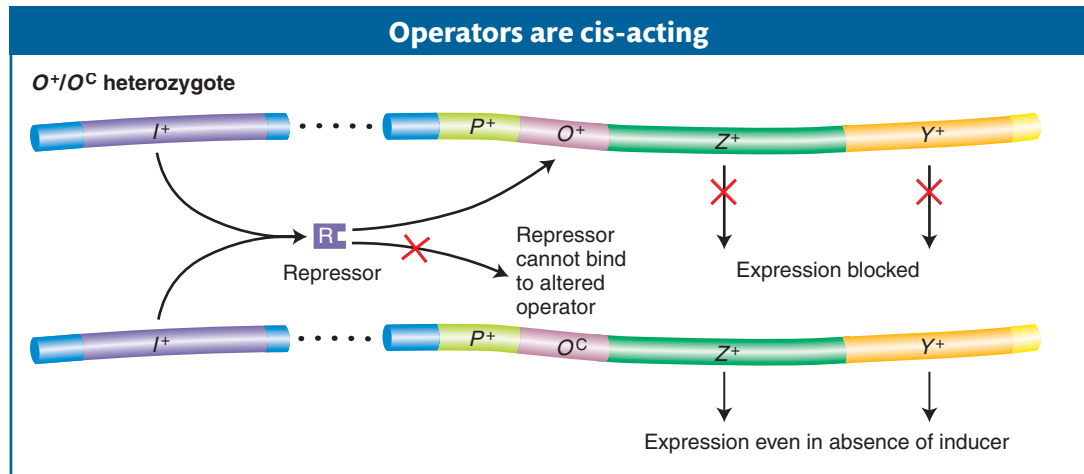 Operators are cis-acting
O⁺/Oᶜ heterozygote
I⁺
P⁺
O⁺
Z⁺
Y⁺
R
Repressor
Repressor
cannot bind
to altered
operator
Expression blocked
I⁺
P⁺
Oᶜ
Z⁺
Y⁺
Expression even in absence of inducer